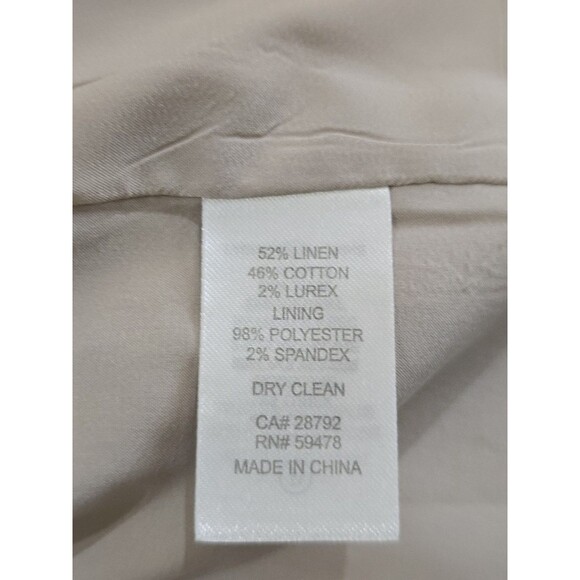 52% LINEN
46% COTTON
2% LUREX
LINING
98% POLYESTER
2% SPANDEX
DRY CLEAN
CA# 28792
RN# 59478
MADE IN CHINA